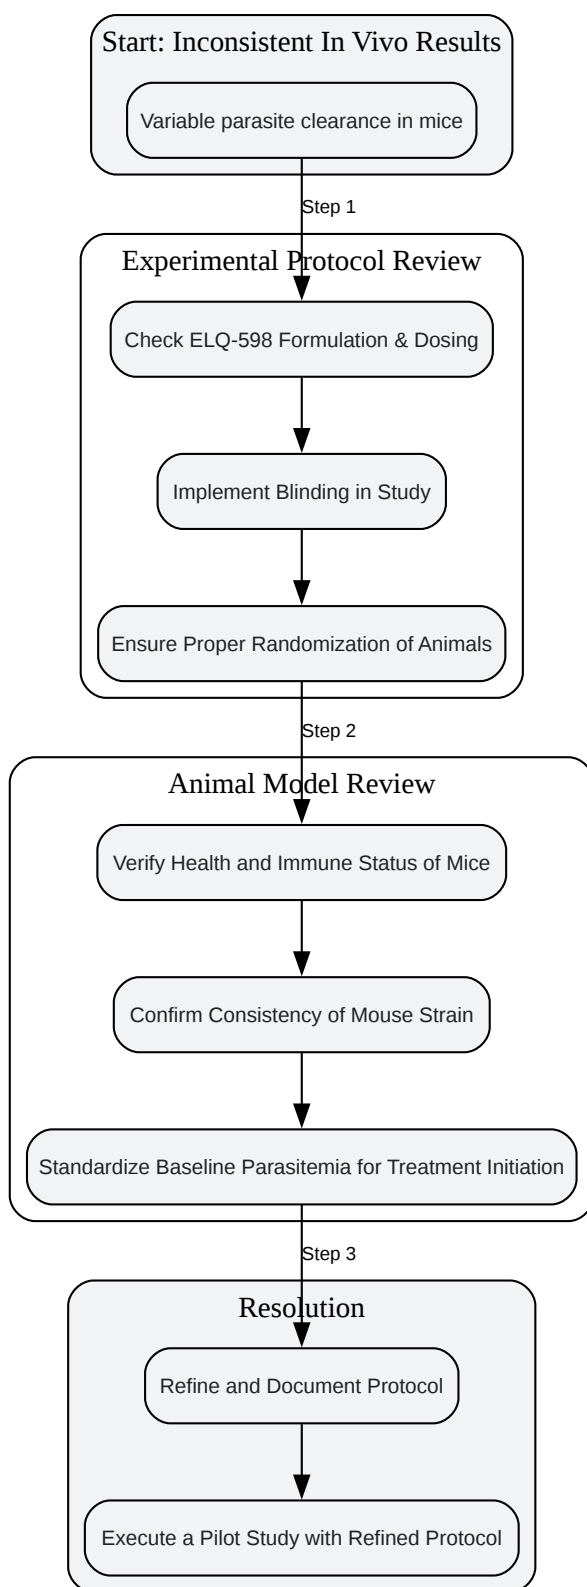 Start: Inconsistent In Vivo Results
Variable parasite clearance in mice
Step 1
Experimental Protocol Review
Check ELQ-598 Formulation & Dosing
Implement Blinding in Study
Ensure Proper Randomization of Animals
Step 2
Animal Model Review
Verify Health and Immune Status of Mice
Confirm Consistency of Mouse Strain
Standardize Baseline Parasitemia for Treatment Initiation
Step 3
Resolution
Refine and Document Protocol
Execute a Pilot Study with Refined Protocol